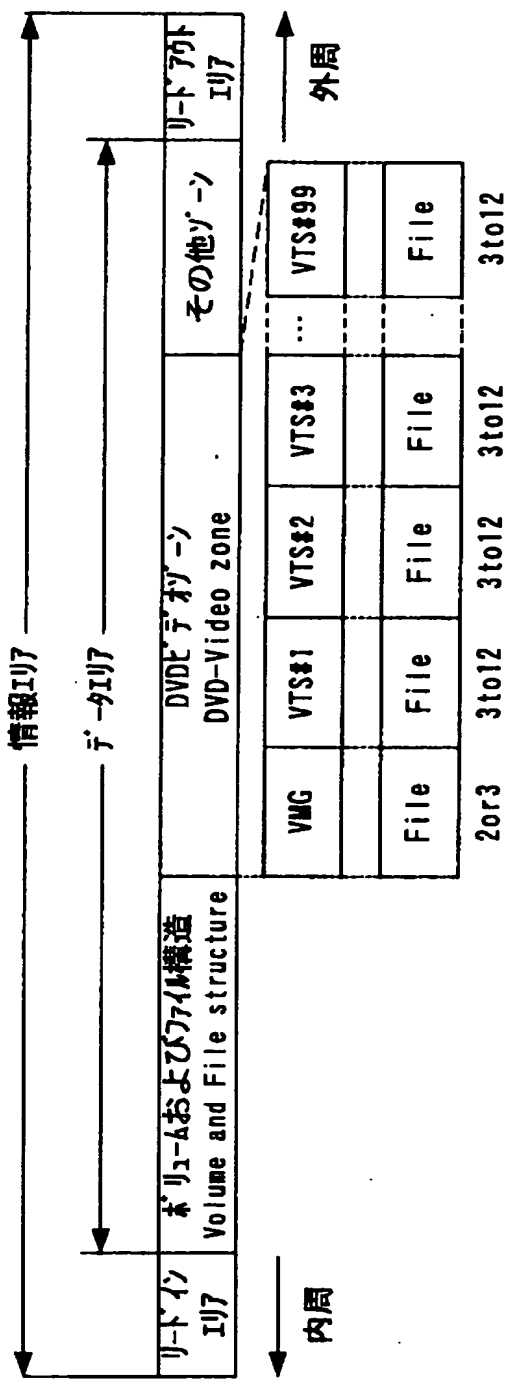 情報エリア
データエリア
リードイン
エリア
ボリュームおよびファイル構造
Volume and File structure
DVDビデオゾーン
DVD-Video zone
その他ゾーン
リードアウト
エリア
内周
外周
VMG
VTS#1
VTS#2
VTS#3
...
VTS#99
File
File
File
File
File
2or3
3to12
3to12
3to12
3to12